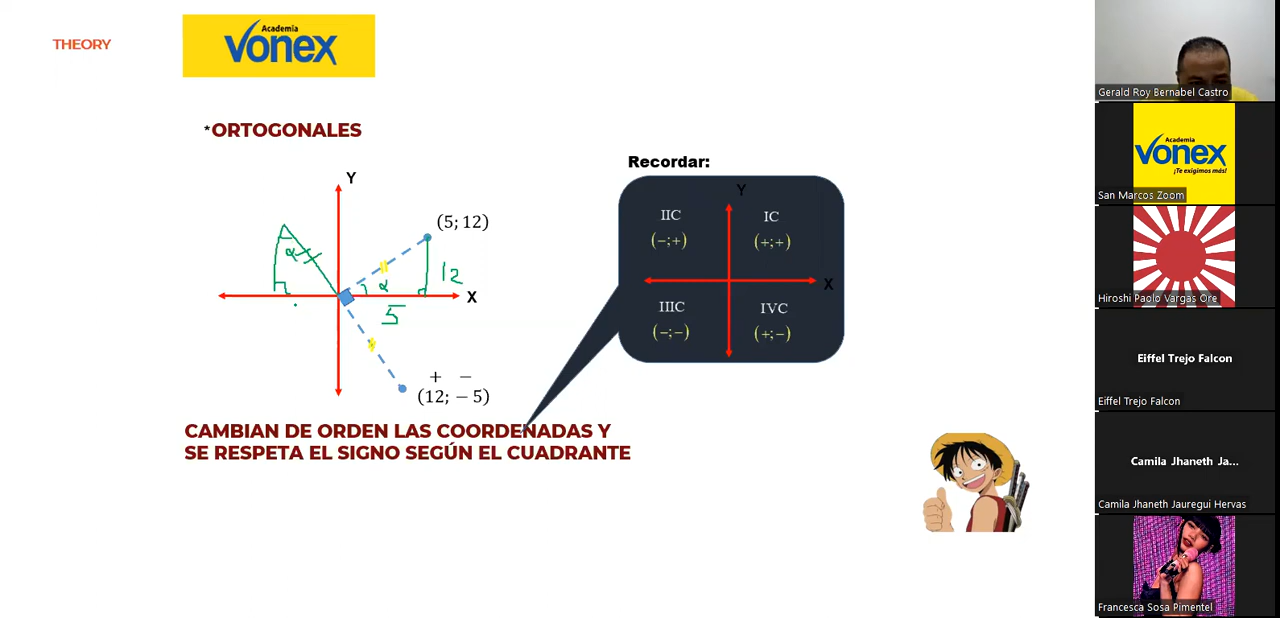 THEORY
Academia
Vonex
*ORTOGONALES
Y
(5; 12)
α
α
12
X
5
+ −
(12; − 5)
CAMBIAN DE ORDEN LAS COORDENADAS Y
SE RESPETA EL SIGNO SEGÚN EL CUADRANTE
Recordar:
Y
IIC
IC
(−;+)
(+;+)
X
IIIC
IVC
(−;−)
(+;−)
Gerald Roy Bernabel Castro
Academia
Vonex
¡Te exigimos más!
San Marcos Zoom
Hiroshi Paolo Vargas Ore
Eiffel Trejo Falcon
Eiffel Trejo Falcon
Camila Jhaneth Ja...
Camila Jhaneth Jauregui Hervas
Francesca Sosa Pimentel